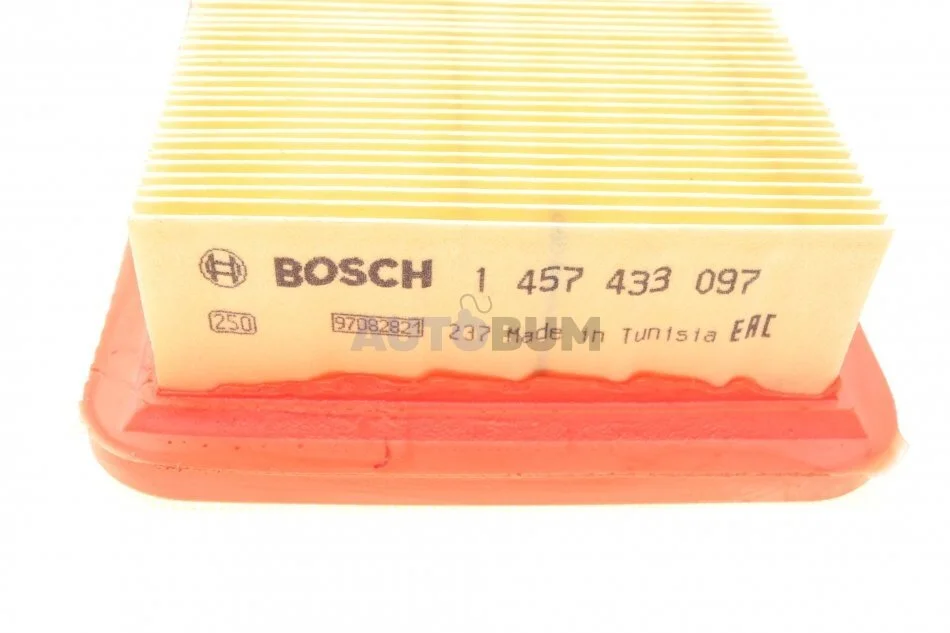 BOSCH 1 457 433 097
250 97082821 237 Made in Tunisia EAC
AUTOBUM